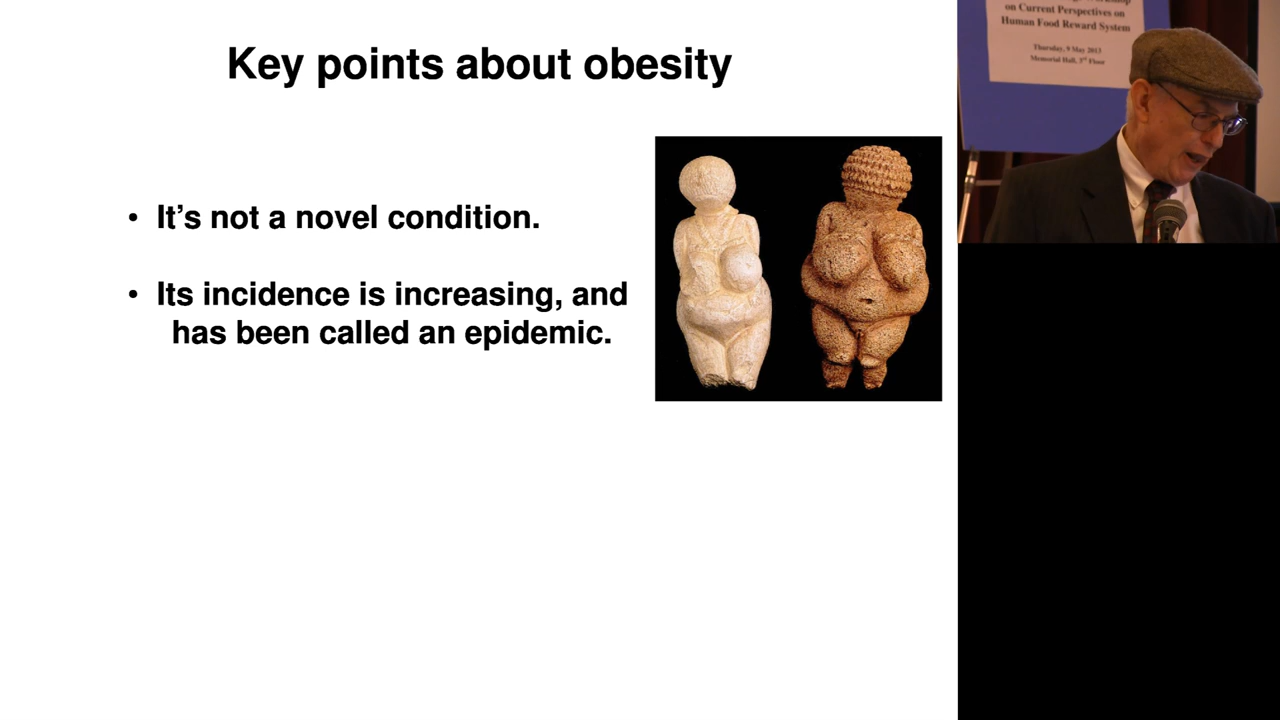 Key points about obesity
• It’s not a novel condition.
• Its incidence is increasing, and
has been called an epidemic.
on Current Perspectives on
Human Food Reward System
Thursday, 9 May 2013
Memorial Hall, 3rd Floor